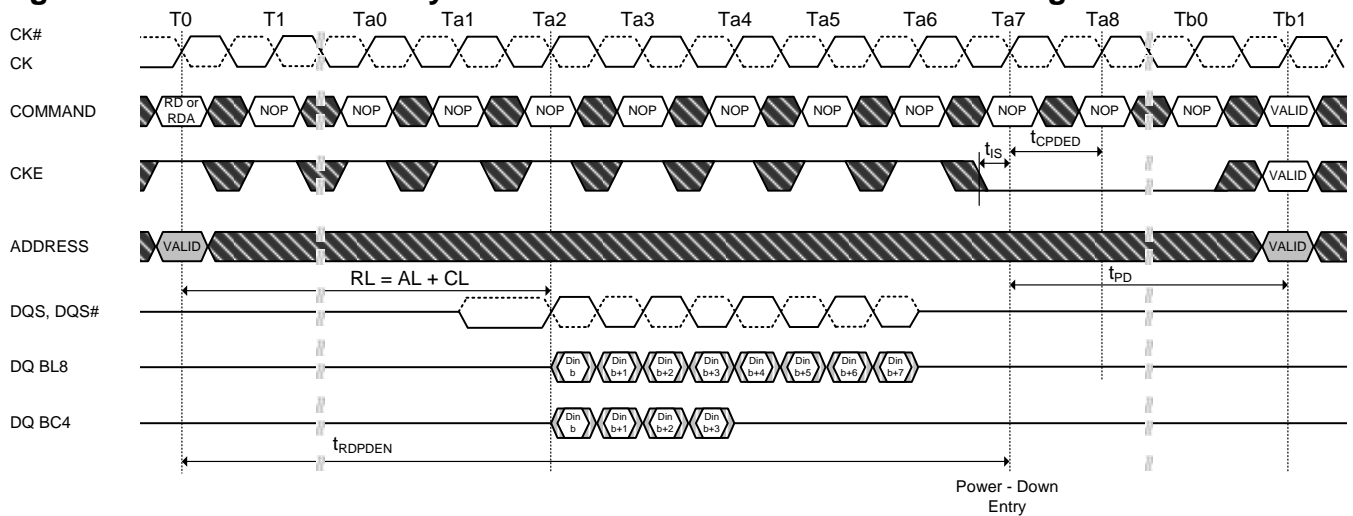 T0 T1 Ta0 Ta1 Ta2 Ta3 Ta4 Ta5 Ta6 Ta7 Ta8 Tb0 Tb1
CK#
CK
COMMAND RD or RDA NOP NOP NOP NOP NOP NOP NOP NOP NOP NOP NOP VALID
tIS tCPDED
CKE VALID
ADDRESS VALID VALID
RL = AL + CL tPD
DQS, DQS#
DQ BL8 Din b Din b+1 Din b+2 Din b+3 Din b+4 Din b+5 Din b+6 Din b+7
DQ BC4 Din b Din b+1 Din b+2 Din b+3
tRDPDEN
Power - Down
Entry